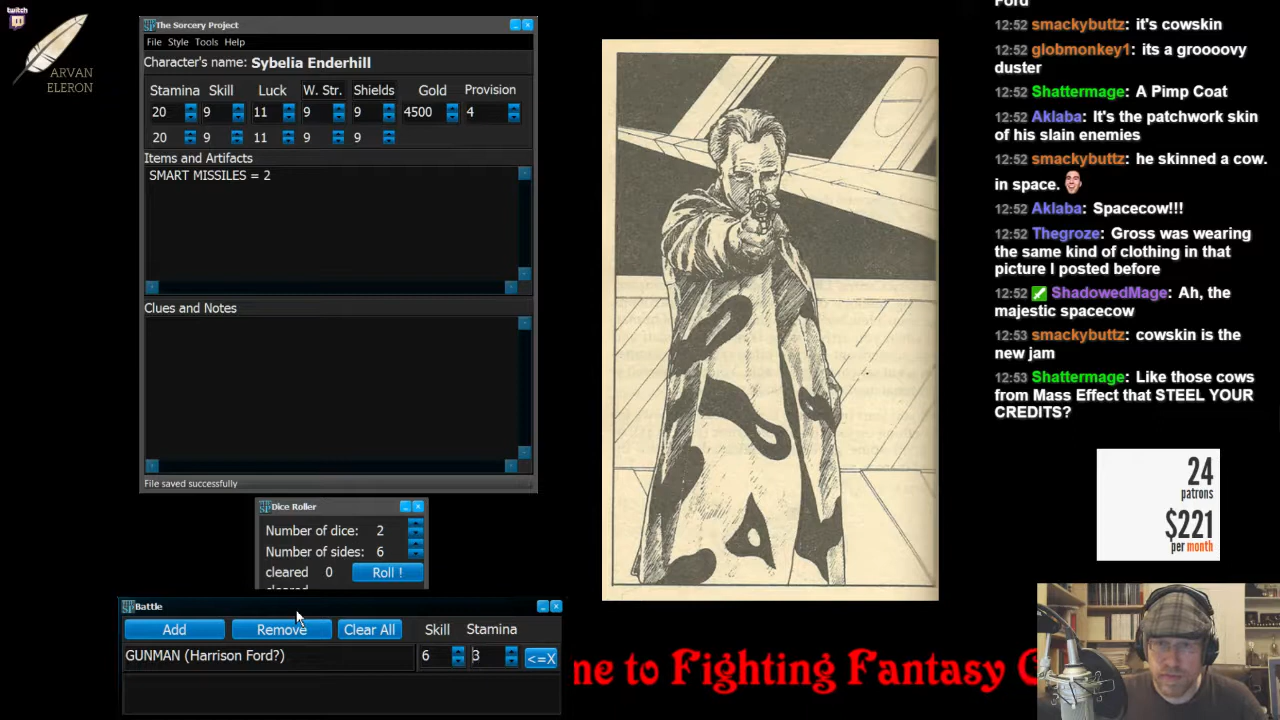 twitch
ARVAN
ELERON
The Sorcery Project
File Style Tools Help
Character's name: Sybelia Enderhill
Stamina Skill Luck W. Str. Shields Gold Provision
20 9 11 9 9 4500 4
20 9 11 9 9
Items and Artifacts
SMART MISSILES = 2
Clues and Notes
File saved successfully
Dice Roller
Number of dice: 2
Number of sides: 6
cleared 0 Roll !
Battle
Add Remove Clear All Skill Stamina
GUNMAN (Harrison Ford?) 6 3 <=X
Ford
12:52 smackybuttz: it's cowskin
12:52 globmonkey1: its a groooovy
duster
12:52 Shattermage: A Pimp Coat
12:52 Aklaba: It's the patchwork skin
of his slain enemies
12:52 smackybuttz: he skinned a cow.
in space.
12:52 Aklaba: Spacecow!!!
12:52 Thegroze: Gross was wearing
the same kind of clothing in that
picture I posted before
12:52 ShadowedMage: Ah, the
majestic spacecow
12:53 smackybuttz: cowskin is the
new jam
12:53 Shattermage: Like those cows
from Mass Effect that STEEL YOUR
CREDITS?
24
patrons
$221
per month
ne to Fighting Fantasy